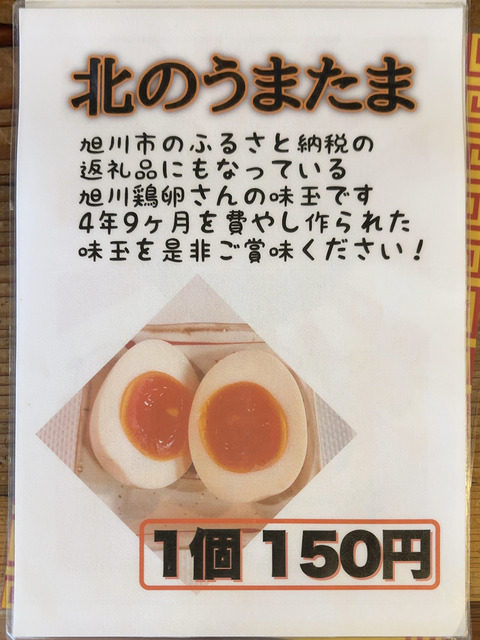 北のうまたま
旭川市のふるさと納税の
返礼品にもなっている
旭川鶏卵さんの味玉です
4年9ヶ月を費やし作られた
味玉を是非ご賞味ください！
1個 150円